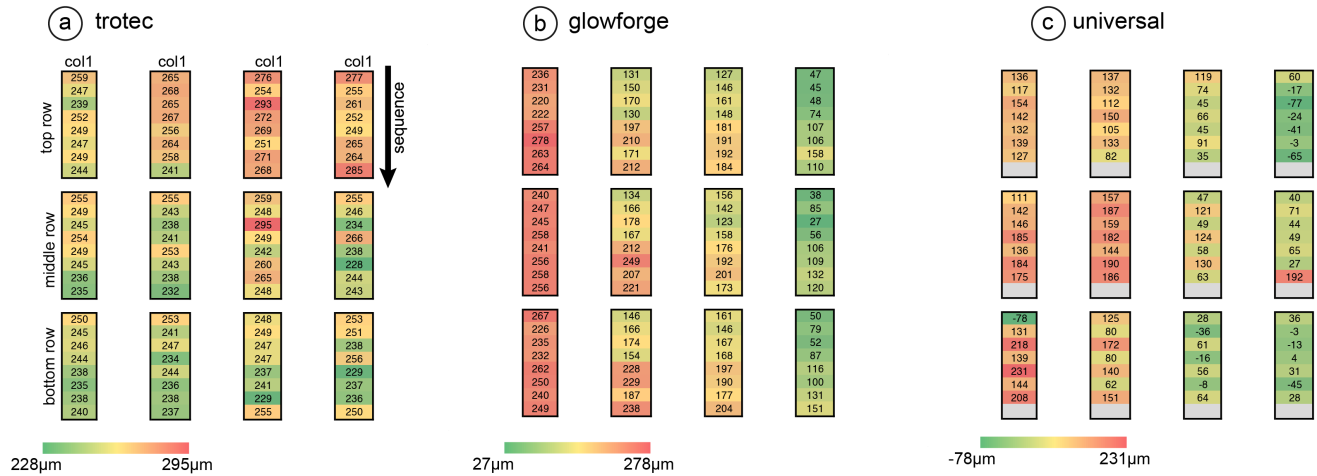 a trotec
col1 col1 col1 col1
259 265 276 277
247 268 254 255
239 265 293 261
252 267 272 252
249 256 269 249
247 264 251 265
249 258 271 264
244 241 268 285
top row
sequence
255 255 259 255
249 243 248 246
245 238 295 234
254 241 249 266
249 253 242 238
245 243 260 228
236 238 265 244
235 232 248 243
middle row
250 253 248 253
245 241 249 251
246 247 247 238
244 234 247 256
238 244 237 229
235 236 241 237
238 238 229 236
240 237 255 250
bottom row
228µm 295µm
b glowforge
236 131 127 47
231 150 146 45
220 170 161 48
222 130 148 74
257 197 181 107
278 210 191 106
263 171 192 158
264 212 184 110
240 134 156 38
247 166 142 85
245 178 123 27
258 167 158 56
241 212 176 106
256 249 192 109
258 207 201 132
256 221 173 120
267 146 161 50
226 166 146 79
235 174 167 52
232 154 168 87
262 228 197 116
250 229 190 100
240 187 177 131
249 238 204 151
27µm 278µm
c universal
136 137 119 60
117 132 74 -17
154 112 45 -77
142 150 66 -24
132 105 45 -41
139 133 91 -3
127 82 35 -65
111 157 47 40
142 187 121 71
146 159 49 44
185 182 124 49
136 144 58 65
184 190 130 27
175 186 63 192
-78 125 28 36
131 80 -36 -3
218 172 61 -13
139 80 -16 4
231 140 56 31
144 62 -8 -45
208 151 64 28
-78µm 231µm